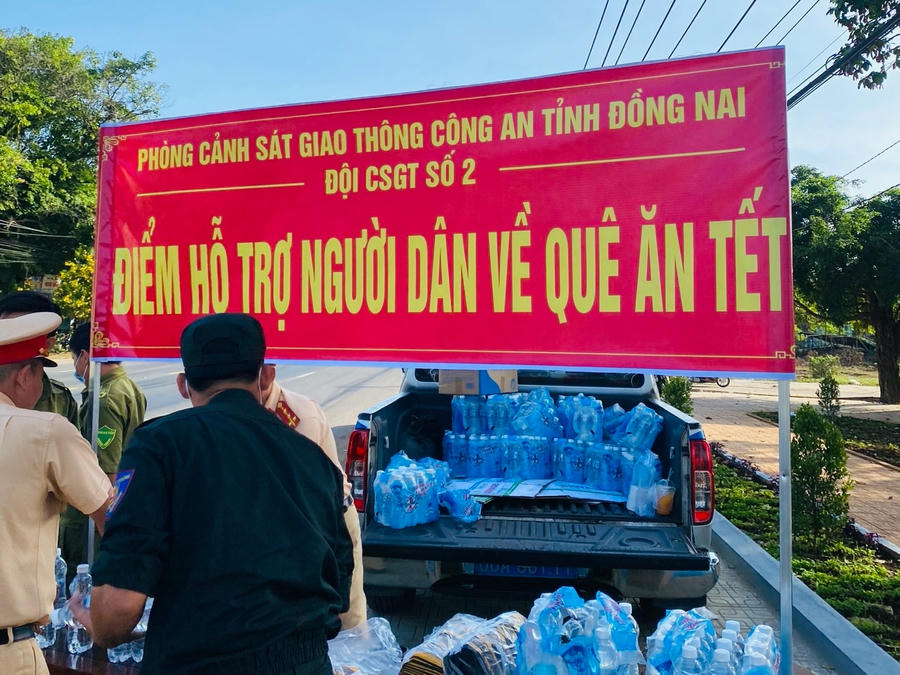 PHÒNG CẢNH SÁT GIAO THÔNG CÔNG AN TỈNH ĐỒNG NAI
ĐỘI CSGT SỐ 2
ĐIỂM HỖ TRỢ NGƯỜI DÂN VỀ QUÊ ĂN TẾT